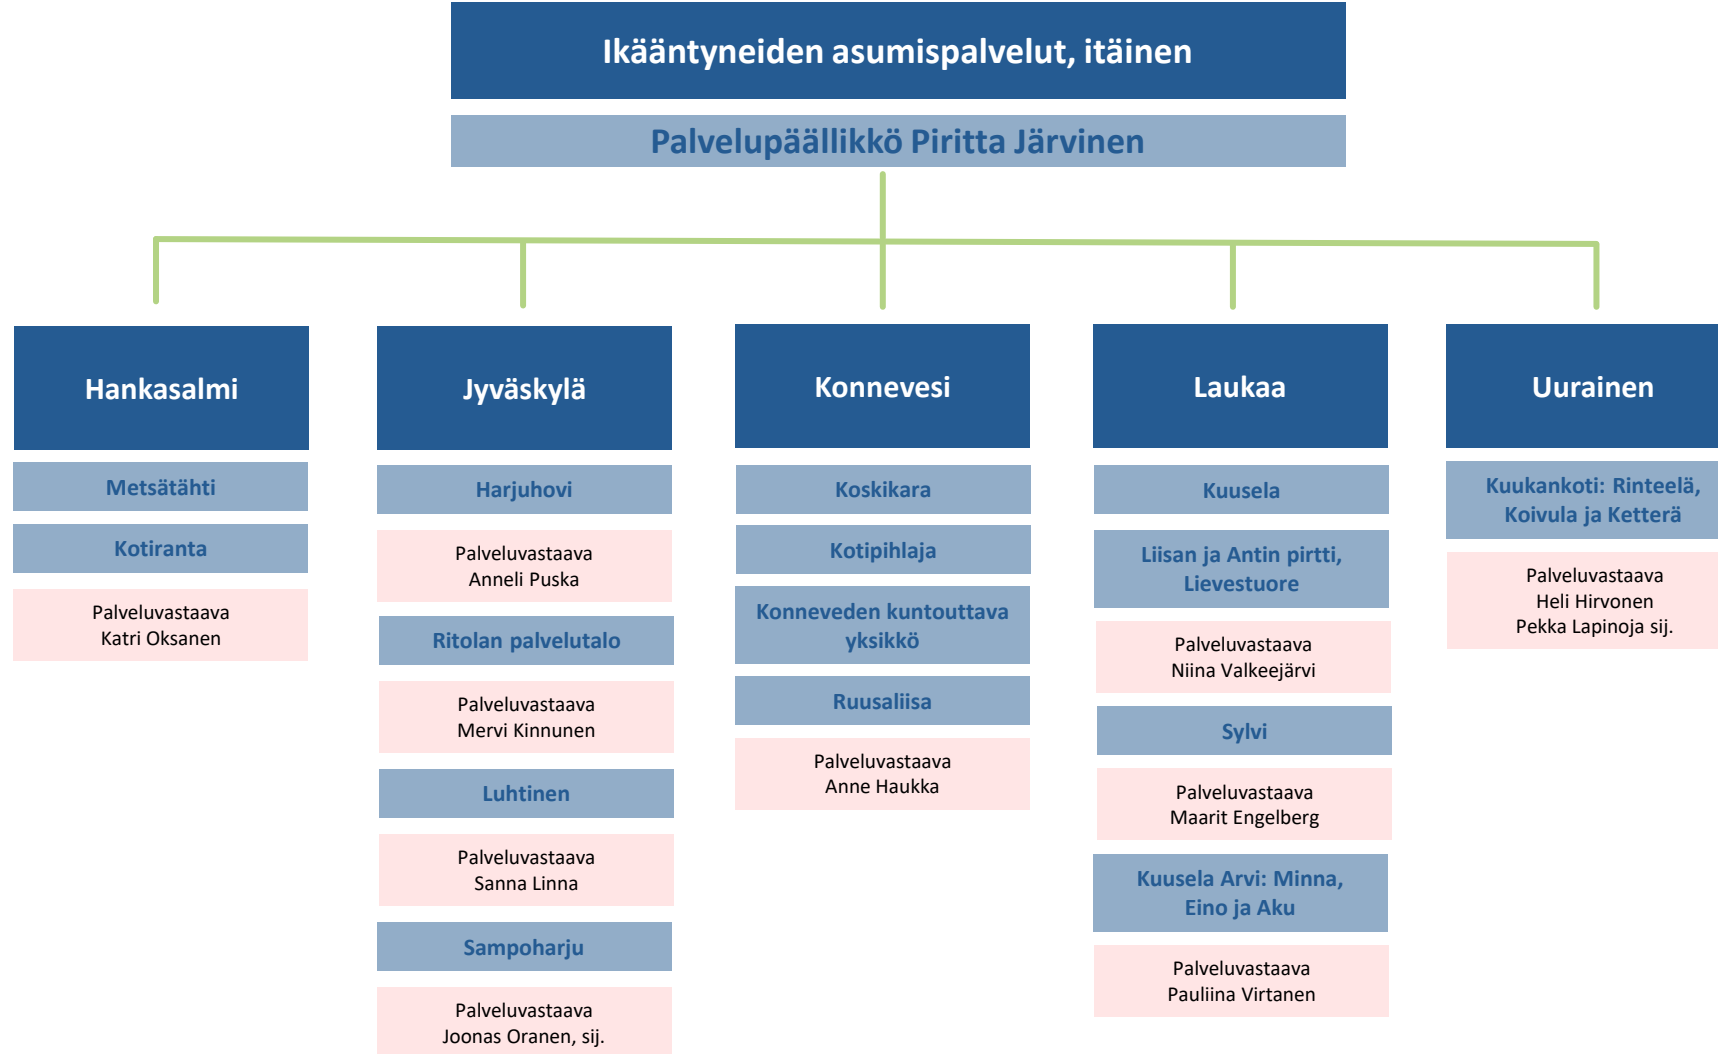 Ikääntyneiden asumispalvelut, itäinen
Palvelupäällikkö Piritta Järvinen
Hankasalmi
Metsätähti
Kotiranta
Palveluvastaava
Katri Oksanen
Jyväskylä
Harjuhovi
Palveluvastaava
Anneli Puska
Ritolan palvelutalo
Palveluvastaava
Mervi Kinnunen
Luhtinen
Palveluvastaava
Sanna Linna
Sampoharju
Palveluvastaava
Joonas Oranen, sij.
Konnevesi
Koskikara
Kotipihlaja
Konneveden kuntouttava
yksikkö
Ruusaliisa
Palveluvastaava
Anne Haukka
Laukaa
Kuusela
Liisan ja Antin pirtti,
Lievestuore
Palveluvastaava
Niina Valkeejärvi
Sylvi
Palveluvastaava
Maarit Engelberg
Kuusela Arvi: Minna,
Eino ja Aku
Palveluvastaava
Pauliina Virtanen
Uurainen
Kuukankoti: Rinteelä,
Koivula ja Ketterä
Palveluvastaava
Heli Hirvonen
Pekka Lapinoja sij.